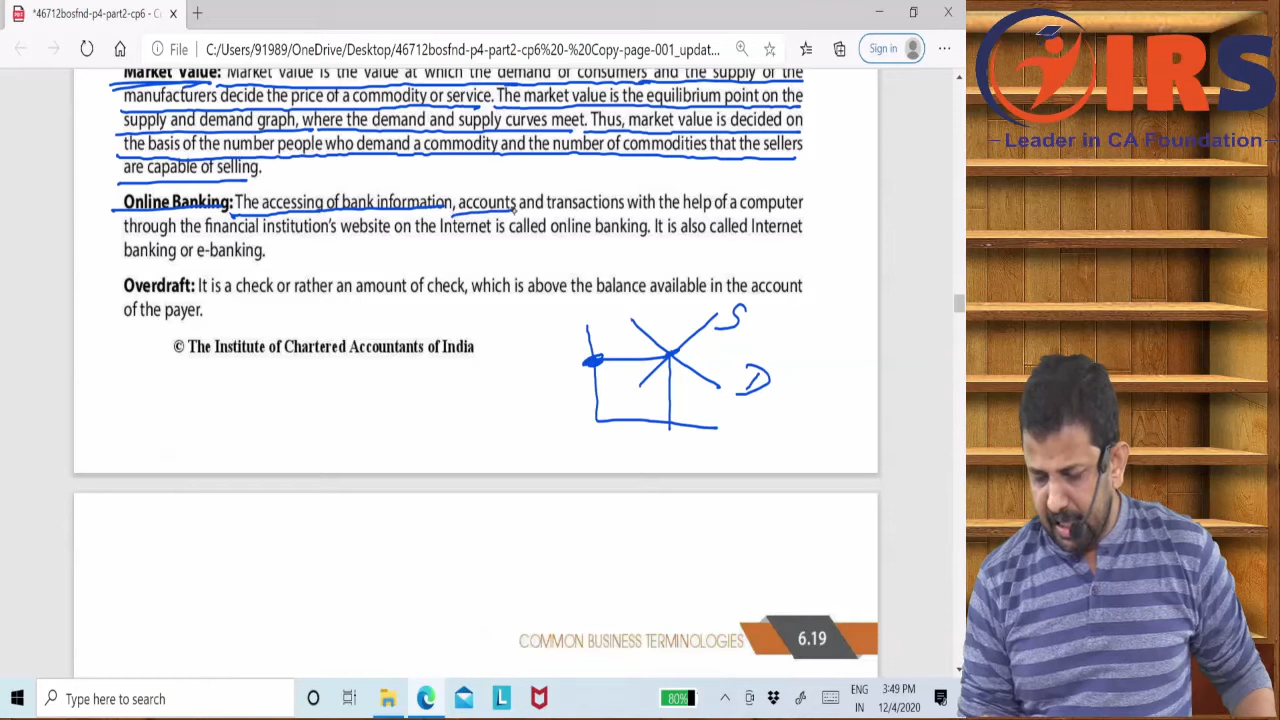 *46712bosfnd-p4-part2-cp6 - C
File
C:/Users/91989/OneDrive/Desktop/46712bosfnd-p4-part2-cp6%20-%20Copy-page-001_updat...
Sign in
IRS
Leader in CA Foundation
Market Value: Market value is the value at which the demand of consumers and the supply of the
manufacturers decide the price of a commodity or service. The market value is the equilibrium point on the
supply and demand graph, where the demand and supply curves meet. Thus, market value is decided on
the basis of the number people who demand a commodity and the number of commodities that the sellers
are capable of selling.
Online Banking: The accessing of bank information, accounts and transactions with the help of a computer
through the financial institution's website on the Internet is called online banking. It is also called Internet
banking or e-banking.
Overdraft: It is a check or rather an amount of check, which is above the balance available in the account
of the payer.
© The Institute of Chartered Accountants of India
S
D
COMMON BUSINESS TERMINOLOGIES
6.19
Type here to search
80%
ENG
IN
3:49 PM
12/4/2020